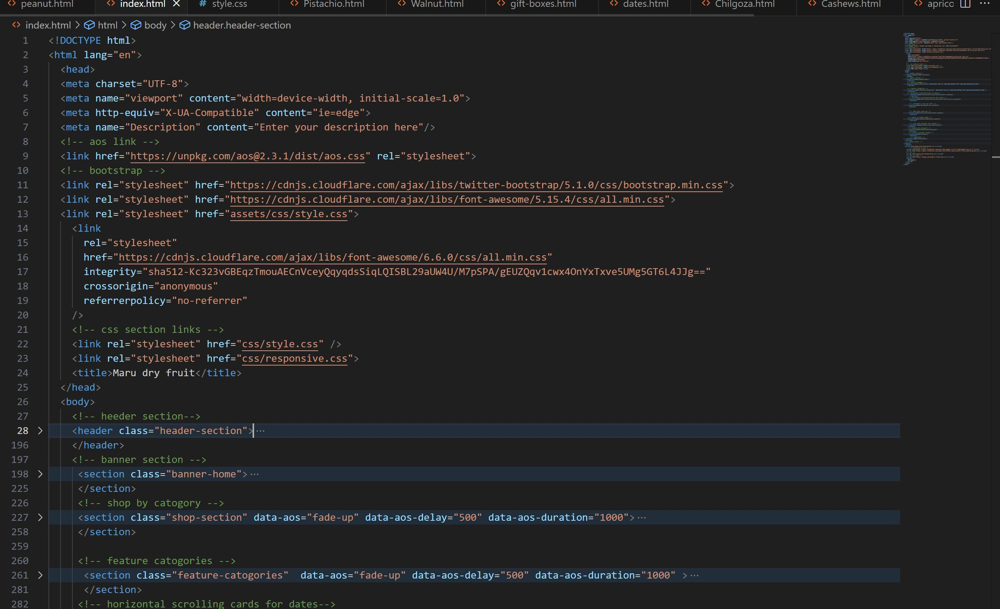 peanut.html index.html style.css Pistachio.html Walnut.html gift-boxes.html dates.html Chilgoza.html Cashews.html aprico
index.html > html > body > header.header-section
1 <!DOCTYPE html>
2 <html lang="en">
3 <head>
4 <meta charset="UTF-8">
5 <meta name="viewport" content="width=device-width, initial-scale=1.0">
6 <meta http-equiv="X-UA-Compatible" content="ie=edge">
7 <meta name="Description" content="Enter your description here"/>
8 <!-- aos link -->
9 <link href="https://unpkg.com/aos@2.3.1/dist/aos.css" rel="stylesheet">
10 <!-- bootstrap -->
11 <link rel="stylesheet" href="https://cdnjs.cloudflare.com/ajax/libs/twitter-bootstrap/5.1.0/css/bootstrap.min.css">
12 <link rel="stylesheet" href="https://cdnjs.cloudflare.com/ajax/libs/font-awesome/5.15.4/css/all.min.css">
13 <link rel="stylesheet" href="assets/css/style.css">
14 <link
15 rel="stylesheet"
16 href="https://cdnjs.cloudflare.com/ajax/libs/font-awesome/6.6.0/css/all.min.css"
17 integrity="sha512-Kc323vGBEqzTmouAECnVceyQqyqdsSiqLQISBL29aUW4U/M7pSPA/gEUZQqv1cwx4OnYxTxve5UMg5GT6L4JJg=="
18 crossorigin="anonymous"
19 referrerpolicy="no-referrer"
20 />
21 <!-- css section links -->
22 <link rel="stylesheet" href="css/style.css" />
23 <link rel="stylesheet" href="css/responsive.css">
24 <title>Maru dry fruit</title>
25 </head>
26 <body>
27 <!-- heeder section-->
28 <header class="header-section">⋯
196 </header>
197 <!-- banner section -->
198 <section class="banner-home">⋯
225 </section>
226 <!-- shop by catogory -->
227 <section class="shop-section" data-aos="fade-up" data-aos-delay="500" data-aos-duration="1000">⋯
258 </section>
259
260 <!-- feature catogories -->
261 <section class="feature-catogories"  data-aos="fade-up" data-aos-delay="500" data-aos-duration="1000" >⋯
281 </section>
282 <!-- horizontal scrolling cards for dates-->